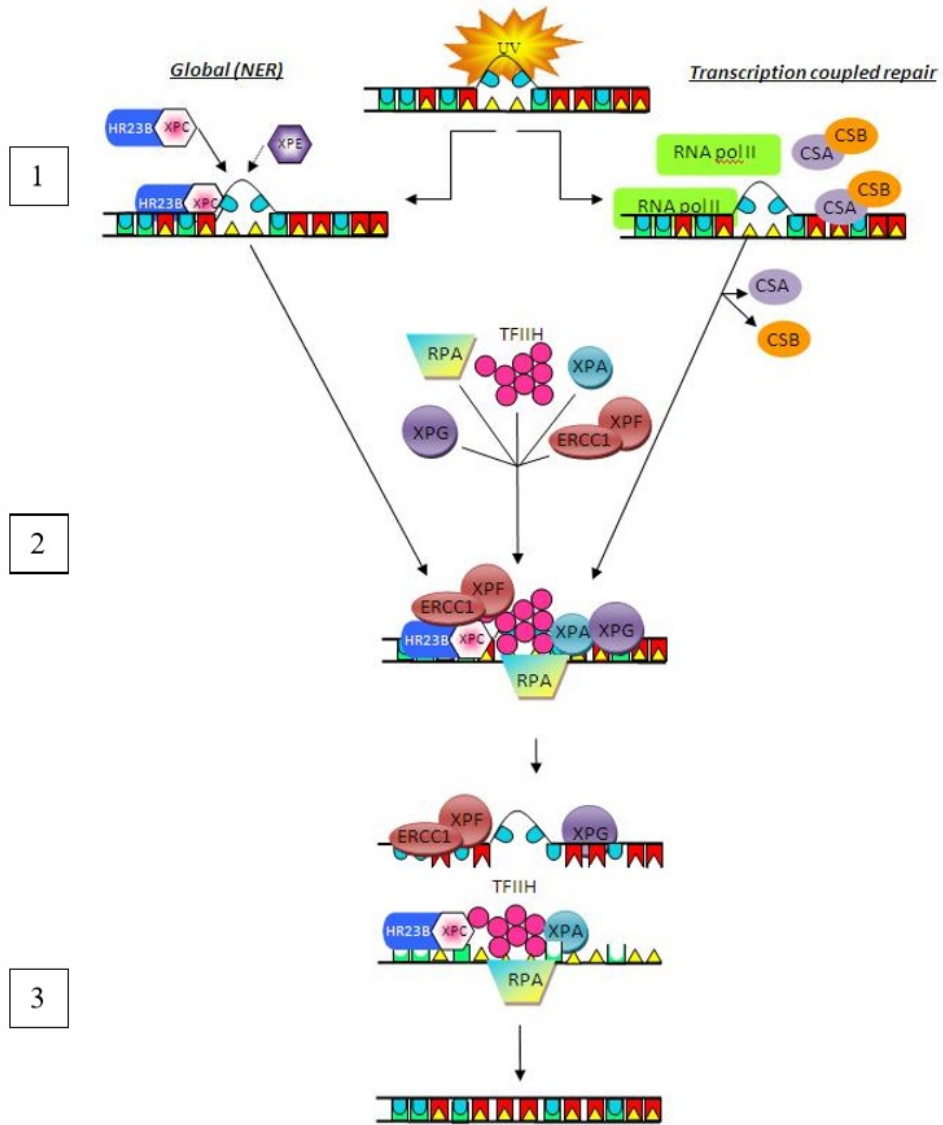 UV
Global (NER)
Transcription coupled repair
HR23B
XPC
XPE
RNA pol II
CSA
CSB
1
HR23B
XPC
RNA pol II
CSA
CSB
CSA
CSB
RPA
TFIIH
XPA
XPG
ERCC1
XPF
2
ERCC1
XPF
HR23B
XPC
XPA
XPG
RPA
ERCC1
XPF
XPG
TFIIH
HR23B
XPC
XPA
RPA
3